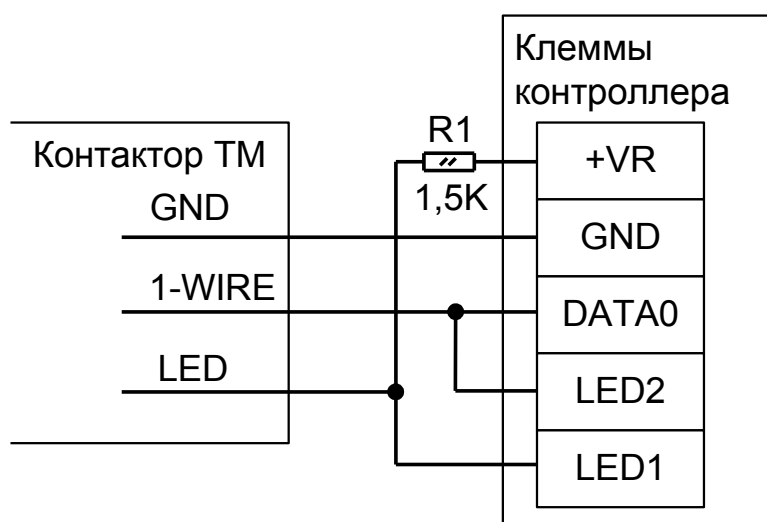 Клеммы
контроллера
R1
Контактор ТМ
+VR
1,5K
GND
GND
1-WIRE
DATA0
LED
LED2
LED1